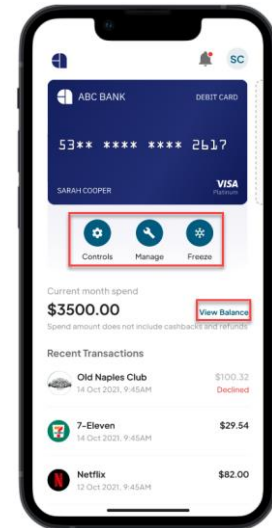 SC
ABC BANK DEBIT CARD
53** **** **** 2617
SARAH COOPER VISA
Platinum
Controls Manage Freeze
Current month spend
$3500.00 View Balance
Spend amount does not include cashbacks and refunds
Recent Transactions
Old Naples Club $100.32
14 Oct 2021, 9:45AM Declined
7-Eleven $29.54
14 Oct 2021, 9:45AM
Netflix $82.00
12 Oct 2021, 9:45AM